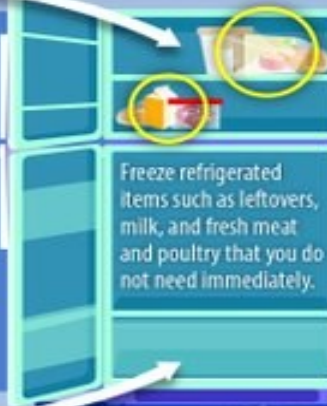 Freeze refrigerated
items such as leftovers,
milk, and fresh meat
and poultry that you do
not need immediately.